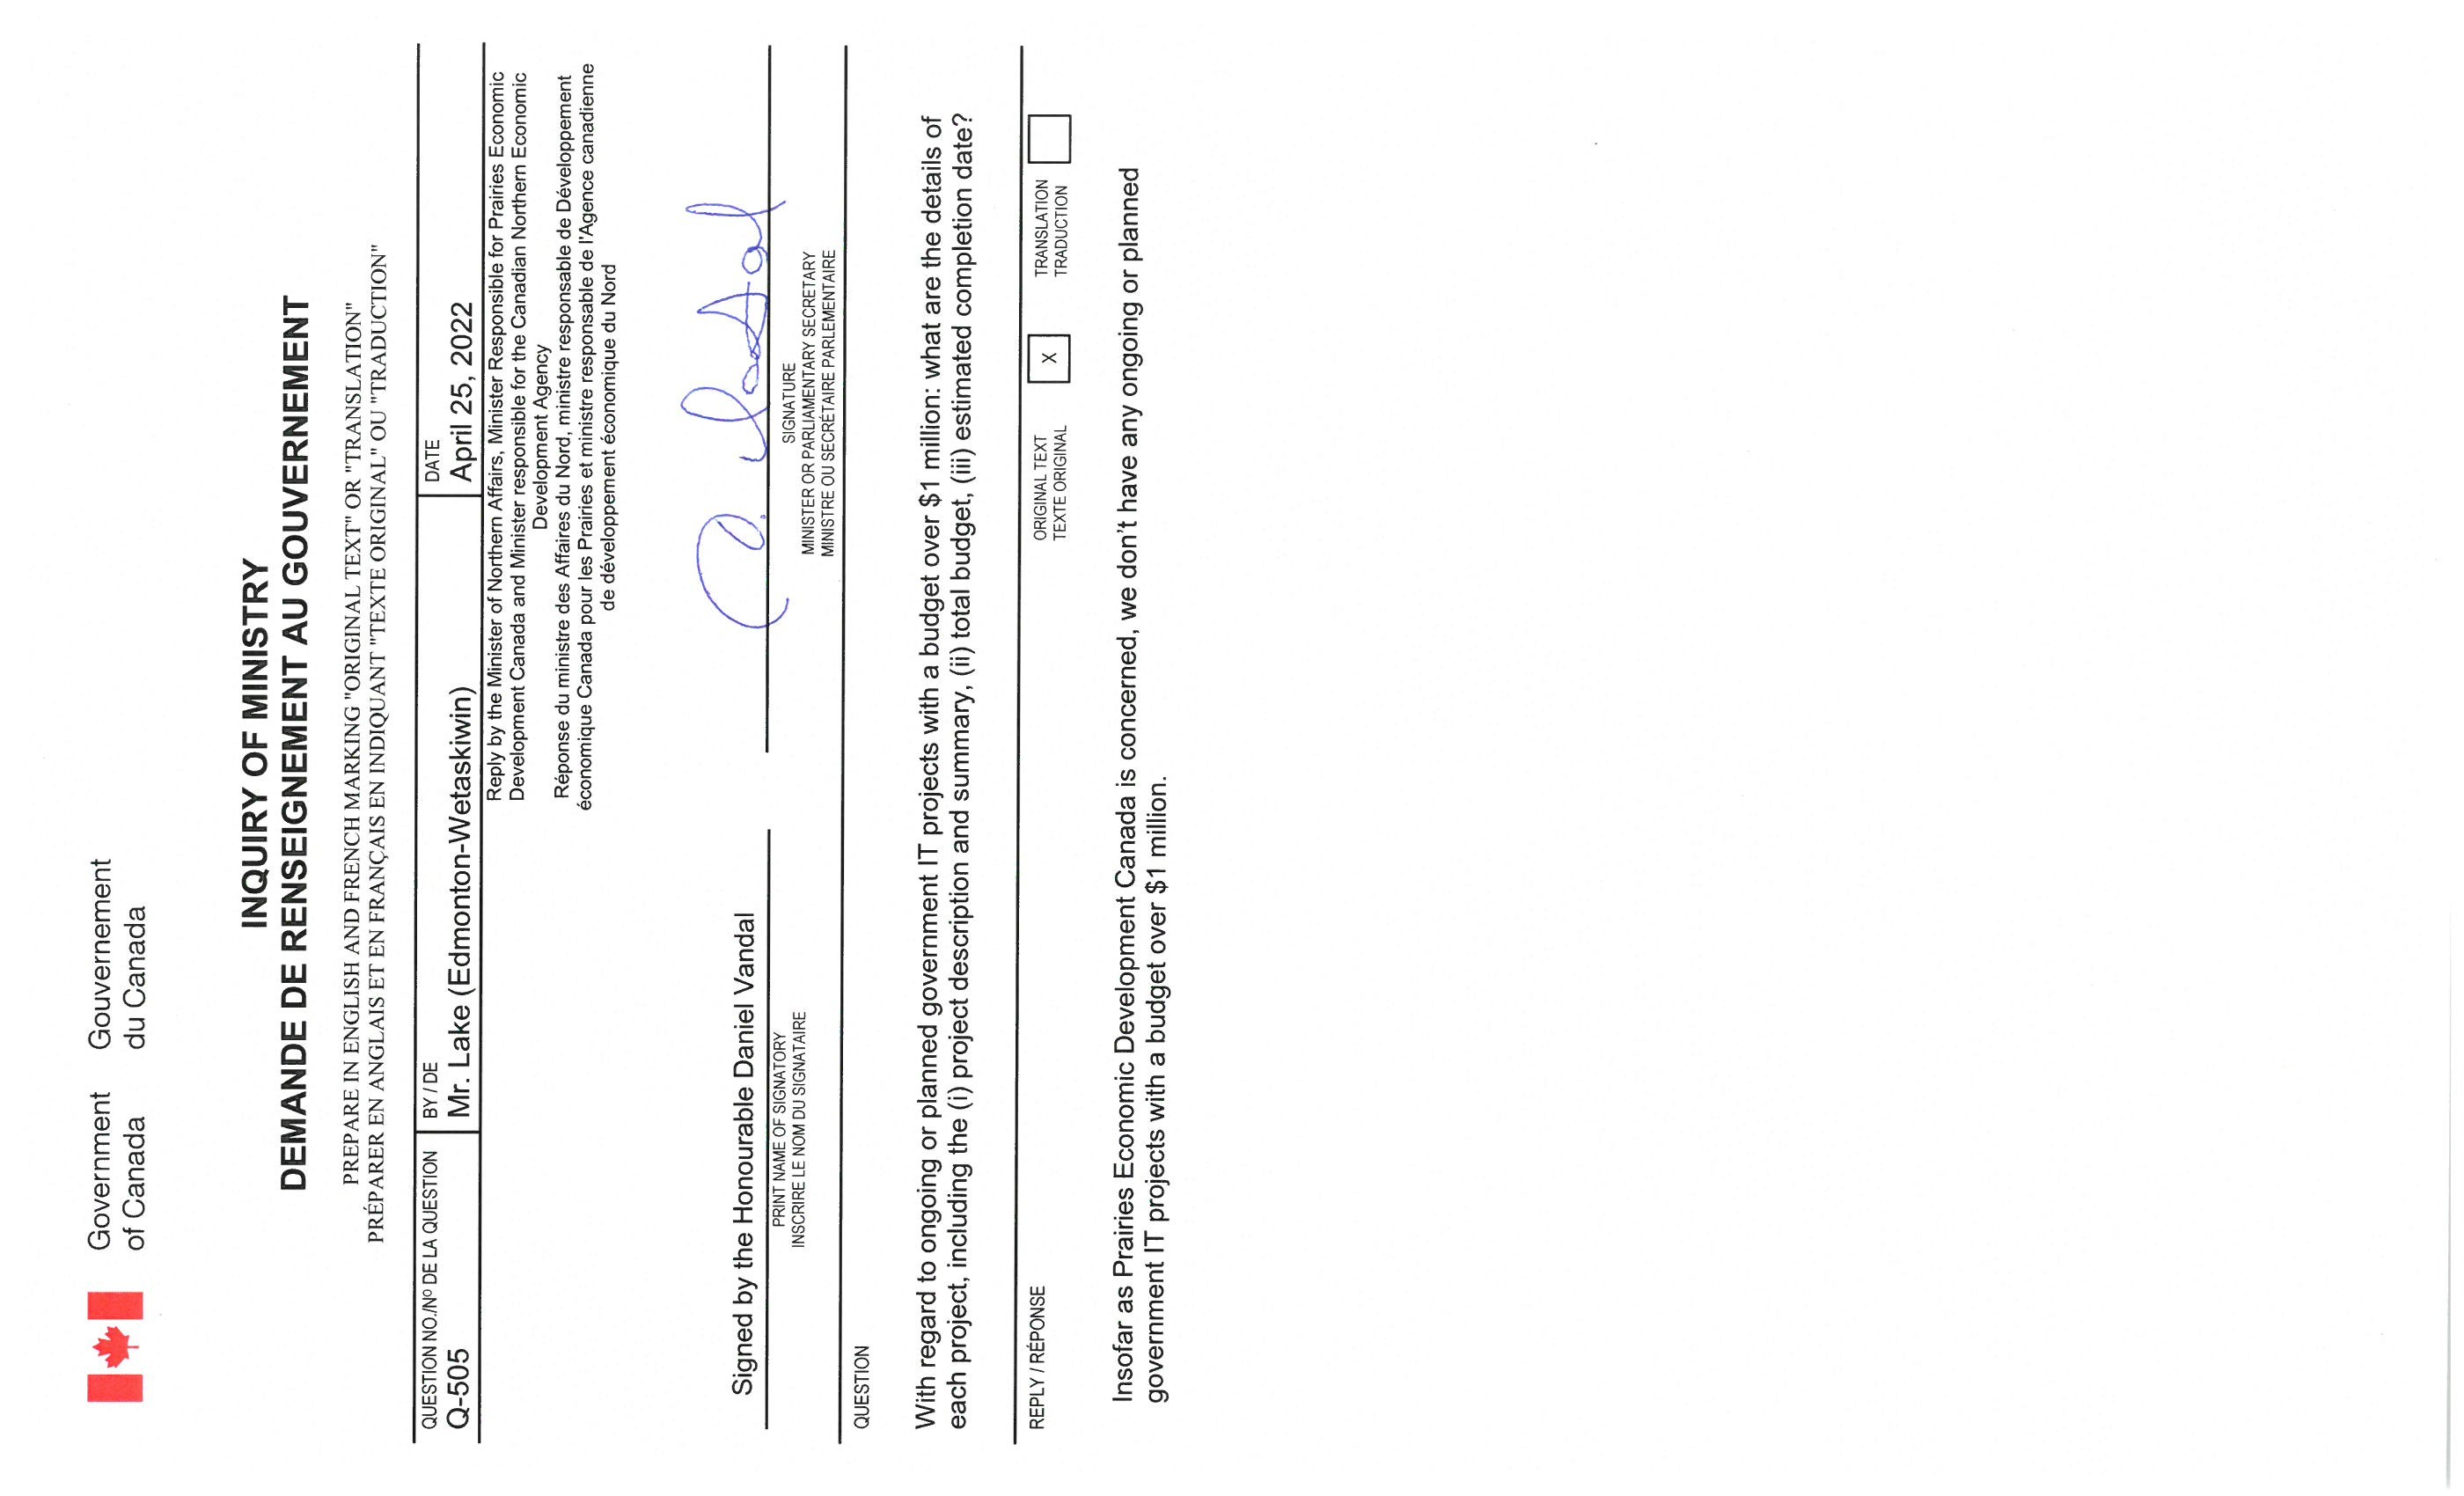 Government Gouvernement
of Canada du Canada
INQUIRY OF MINISTRY
DEMANDE DE RENSEIGNEMENT AU GOUVERNEMENT
PREPARE IN ENGLISH AND FRENCH MARKING "ORIGINAL TEXT" OR "TRANSLATION"
PRÉPARER EN ANGLAIS ET EN FRANÇAIS EN INDIQUANT "TEXTE ORIGINAL" OU "TRADUCTION"
QUESTION NO./Nº DE LA QUESTION BY / DE DATE
Q-505 Mr. Lake (Edmonton-Wetaskiwin) April 25, 2022
Reply by the Minister of Northern Affairs, Minister Responsible for Prairies Economic
Development Canada and Minister responsible for the Canadian Northern Economic
Development Agency
Réponse du ministre des Affaires du Nord, ministre responsable de Développement
économique Canada pour les Prairies et ministre responsable de l'Agence canadienne
de développement économique du Nord
Signed by the Honourable Daniel Vandal
PRINT NAME OF SIGNATORY
INSCRIRE LE NOM DU SIGNATAIRE
SIGNATURE
MINISTER OR PARLIAMENTARY SECRETARY
MINISTRE OU SECRÉTAIRE PARLEMENTAIRE
QUESTION
With regard to ongoing or planned government IT projects with a budget over $1 million: what are the details of
each project, including the (i) project description and summary, (ii) total budget, (iii) estimated completion date?
REPLY / RÉPONSE
ORIGINAL TEXT
TEXTE ORIGINAL
X
TRANSLATION
TRADUCTION
Insofar as Prairies Economic Development Canada is concerned, we don't have any ongoing or planned
government IT projects with a budget over $1 million.